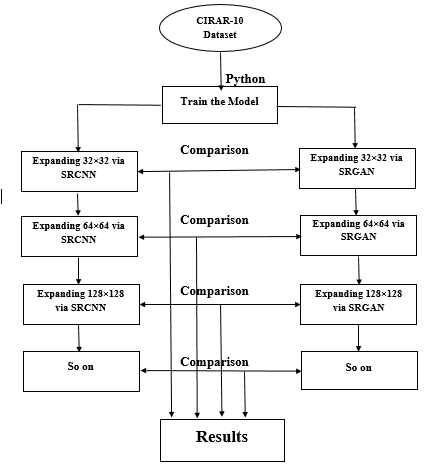 CIRAR-10
Dataset
Python
Train the Model
Comparison
Expanding 32×32 via
SRCNN
Expanding 32×32 via
SRGAN
Comparison
Expanding 64×64 via
SRCNN
Expanding 64×64 via
SRGAN
Comparison
Expanding 128×128
via SRCNN
Expanding 128×128
via SRGAN
Comparison
So on
So on
Results